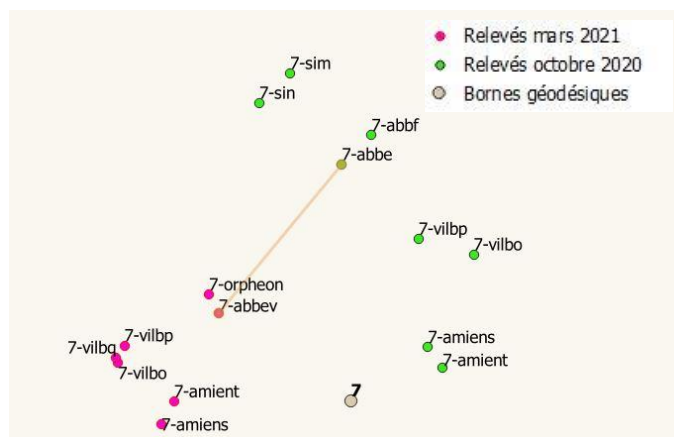 Relevés mars 2021
Relevés octobre 2020
Bornes géodésiques
7-sim
7-sin
7-abbf
7-abbe
7-vilbp
7-vilbo
7-orpheon
7-abbev
7-vilbp
7-vilbq
7-vilbo
7-amiens
7-amient
7-amient
7
7-amiens